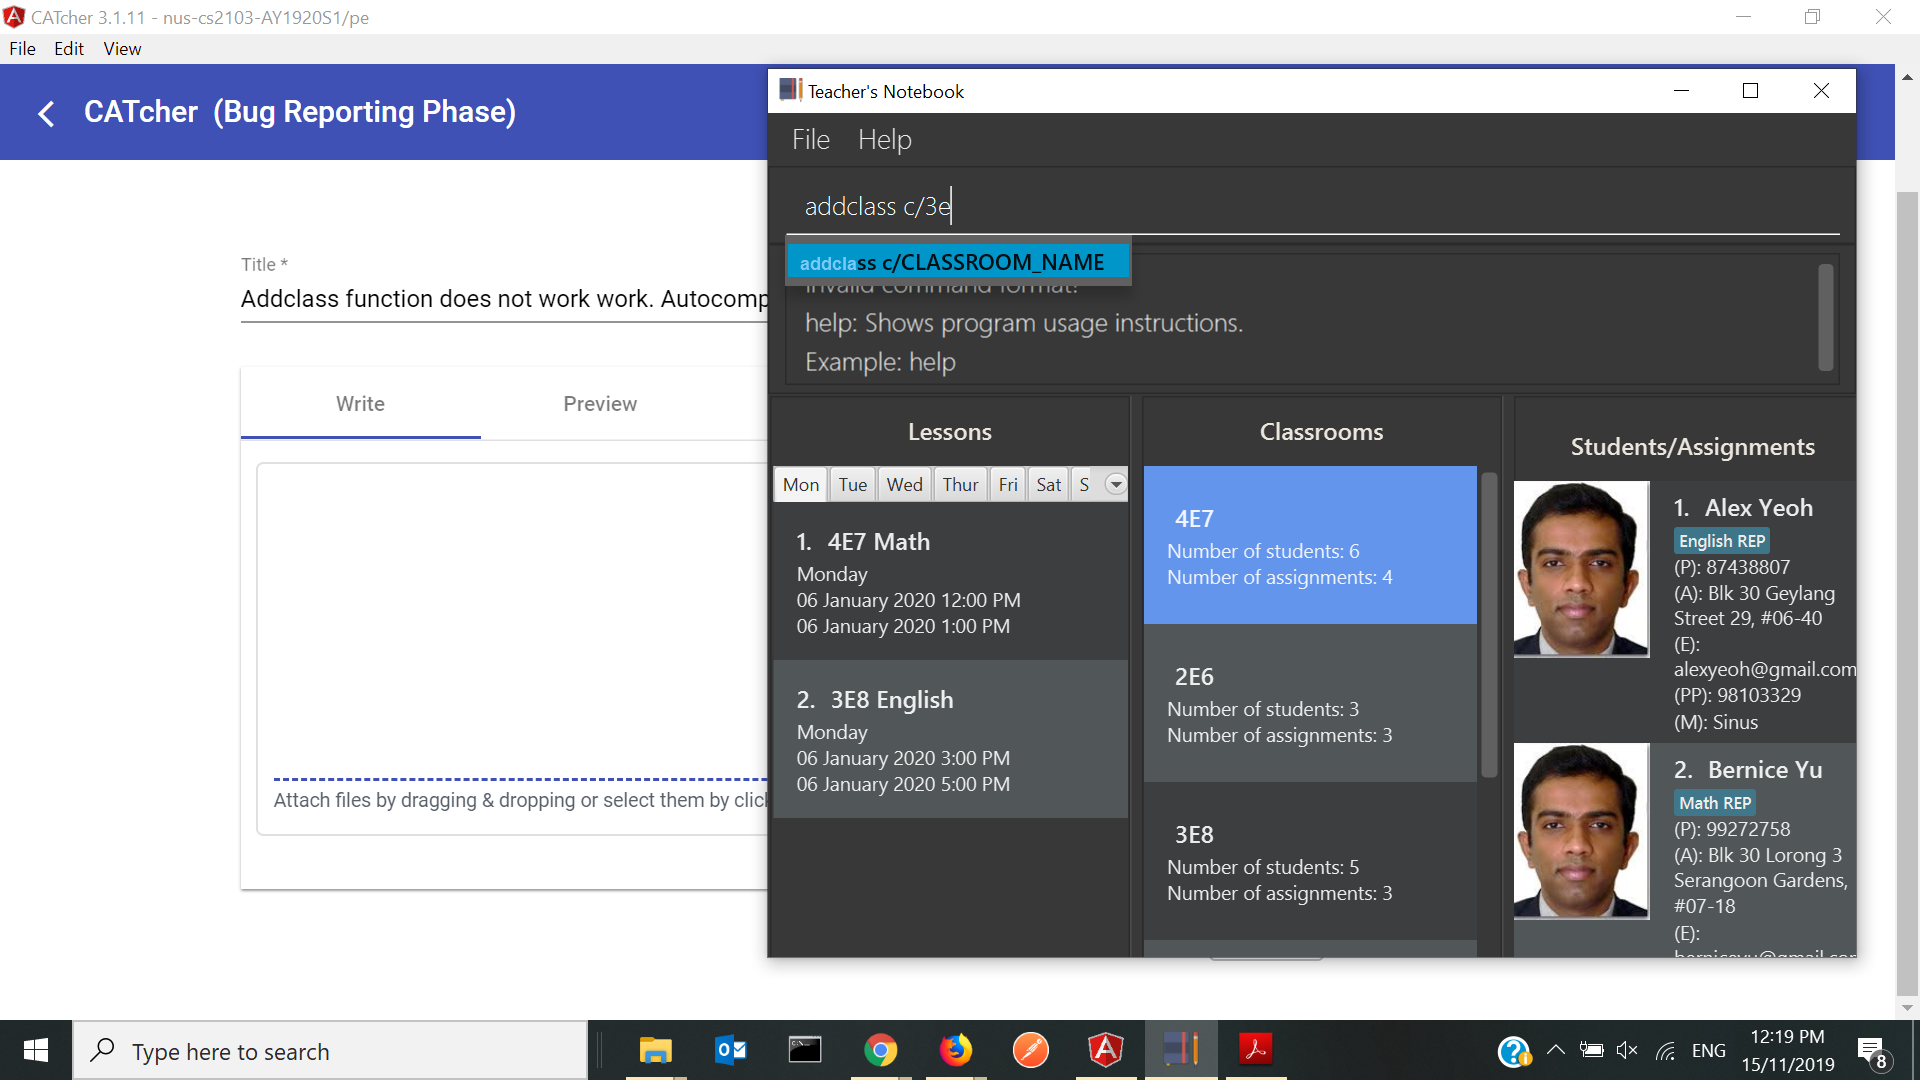 CATcher 3.1.11 - nus-cs2103-AY1920S1/pe
File Edit View
CATcher (Bug Reporting Phase)
Title *
Addclass function does not work work. Autocomp
Write Preview
Attach files by dragging & dropping or select them by clic
Teacher's Notebook
File Help
addclass c/3e
addclass c/CLASSROOM_NAME
Invalid command format!
help: Shows program usage instructions.
Example: help
Lessons
Mon Tue Wed Thur Fri Sat S
1. 4E7 Math
Monday
06 January 2020 12:00 PM
06 January 2020 1:00 PM
2. 3E8 English
Monday
06 January 2020 3:00 PM
06 January 2020 5:00 PM
Classrooms
4E7
Number of students: 6
Number of assignments: 4
2E6
Number of students: 3
Number of assignments: 3
3E8
Number of students: 5
Number of assignments: 3
Students/Assignments
1. Alex Yeoh
English REP
(P): 87438807
(A): Blk 30 Geylang
Street 29, #06-40
(E):
alexyeoh@gmail.com
(PP): 98103329
(M): Sinus
2. Bernice Yu
Math REP
(P): 99272758
(A): Blk 30 Lorong 3
Serangoon Gardens,
#07-18
(E):
Type here to search
ENG
12:19 PM
15/11/2019
8